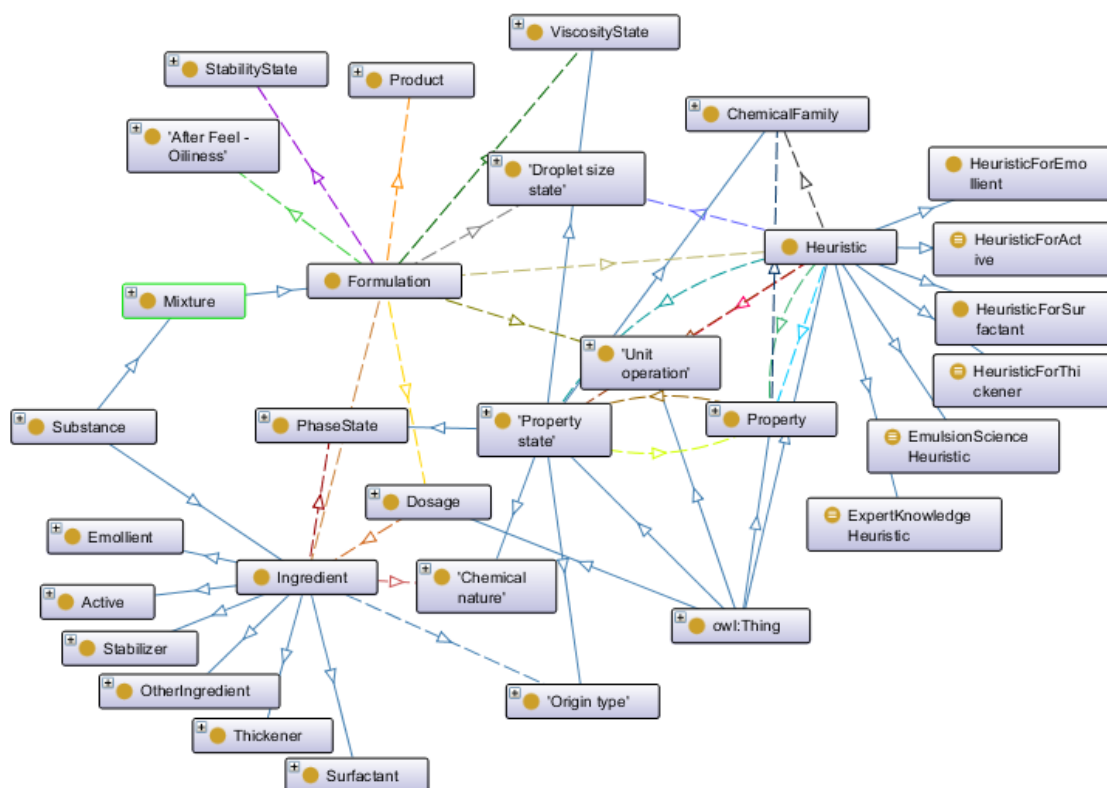 ViscosityState
StabilityState
Product
ChemicalFamily
'After Feel -
Oiliness'
'Droplet size
state'
HeuristicForEmo
llient
Heuristic
HeuristicForAct
ive
Formulation
Mixture
HeuristicForSur
factant
'Unit
operation'
HeuristicForThi
ckener
Substance
PhaseState
'Property
state'
Property
EmulsionScience
Heuristic
Dosage
ExpertKnowledge
Heuristic
Emollient
Ingredient
'Chemical
nature'
Active
owl:Thing
Stabilizer
OtherIngredient
'Origin type'
Thickener
Surfactant